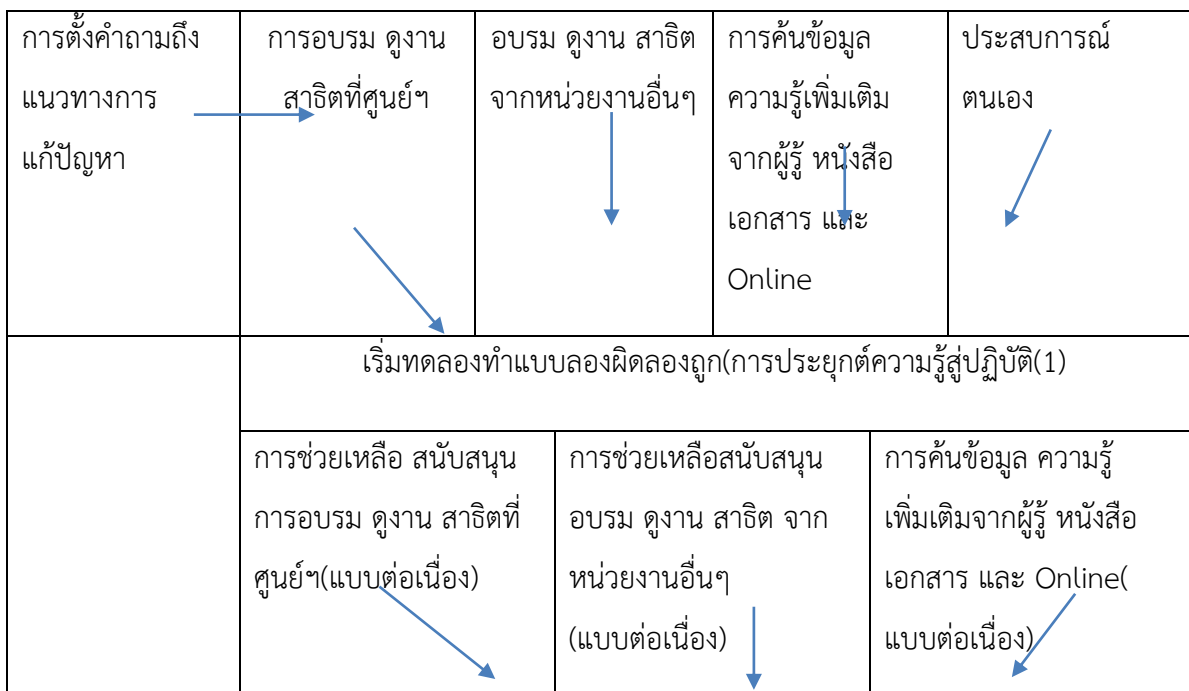 การตั้งคำถามถึง
แนวทางการ
แก้ปัญหา
การอบรม ดูงาน
สาธิตที่ศูนย์ฯ
อบรม ดูงาน สาธิต
จากหน่วยงานอื่นๆ
การค้นข้อมูล
ความรู้เพิ่มเติม
จากผู้รู้ หนังสือ
เอกสาร และ
Online
ประสบการณ์
ตนเอง
เริ่มทดลองทำแบบลองผิดลองถูก(การประยุกต์ความรู้สู่ปฏิบัติ(1)
การช่วยเหลือ สนับสนุน
การอบรม ดูงาน สาธิตที่
ศูนย์ฯ(แบบต่อเนื่อง)
การช่วยเหลือสนับสนุน
อบรม ดูงาน สาธิต จาก
หน่วยงานอื่นๆ
(แบบต่อเนื่อง)
การค้นข้อมูล ความรู้
เพิ่มเติมจากผู้รู้ หนังสือ
เอกสาร และ Online(
แบบต่อเนื่อง)